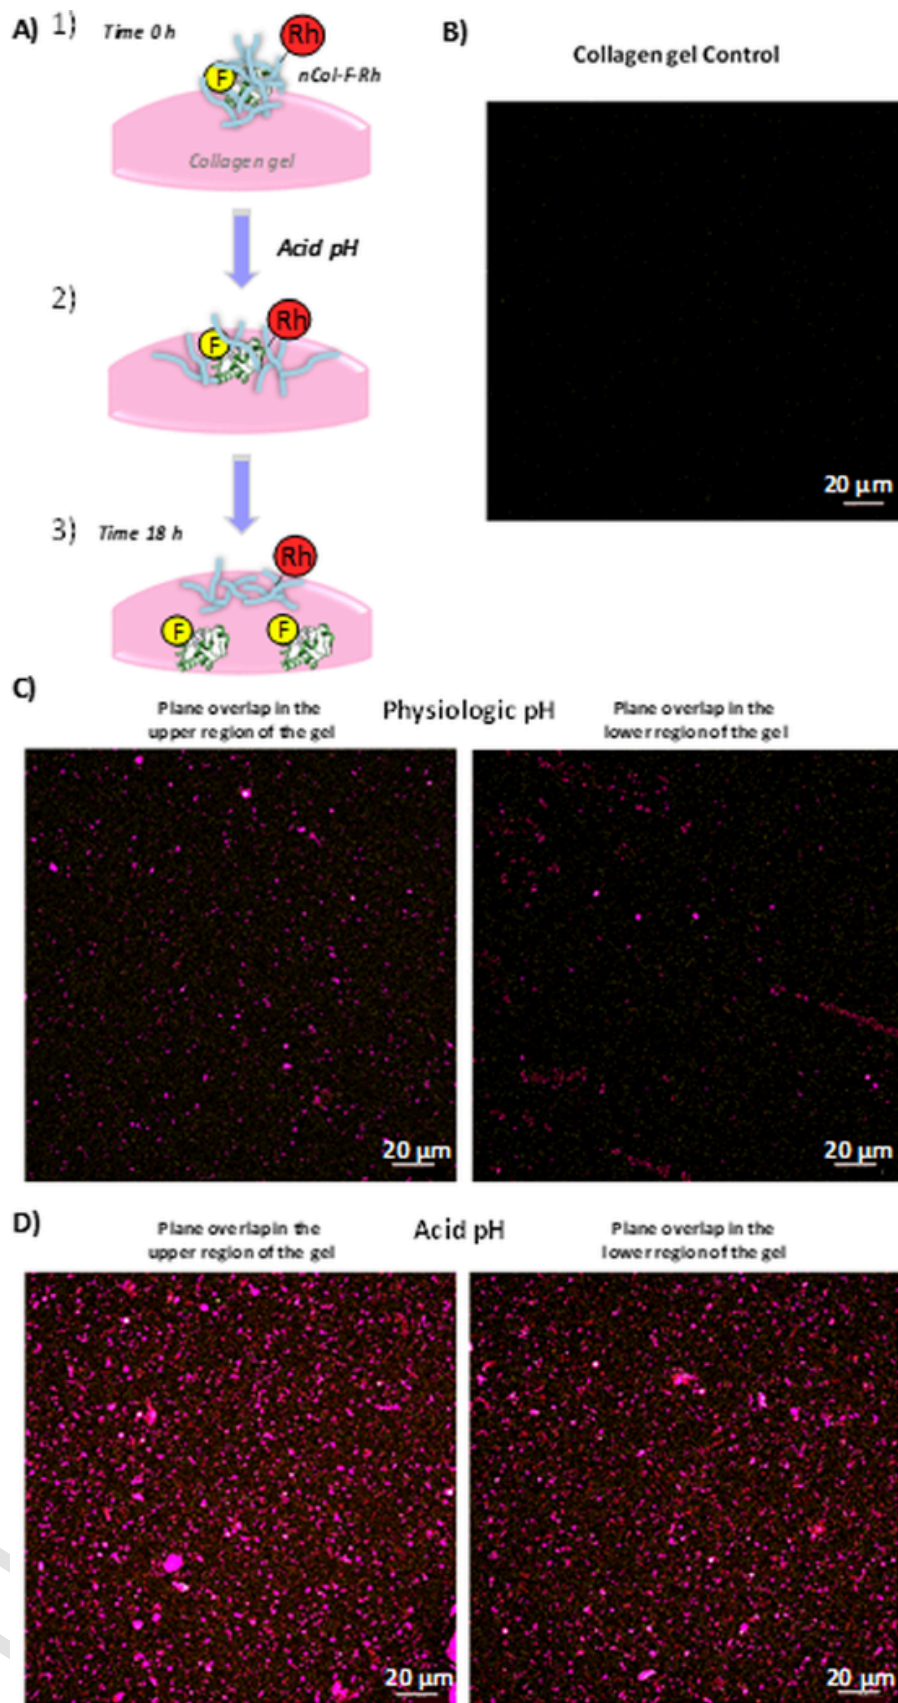 A) 1) Time 0 h
Rh
F
nCol-F-Rh
Collagen gel
Acid pH
2)
Rh
F
3) Time 18 h
Rh
F
F
B)
Collagen gel Control
20 µm
C)
Plane overlap in the
upper region of the gel
Physiologic pH
Plane overlap in the
lower region of the gel
20 µm
20 µm
D)
Plane overlap in the
upper region of the gel
Acid pH
Plane overlap in the
lower region of the gel
20 µm
20 µm